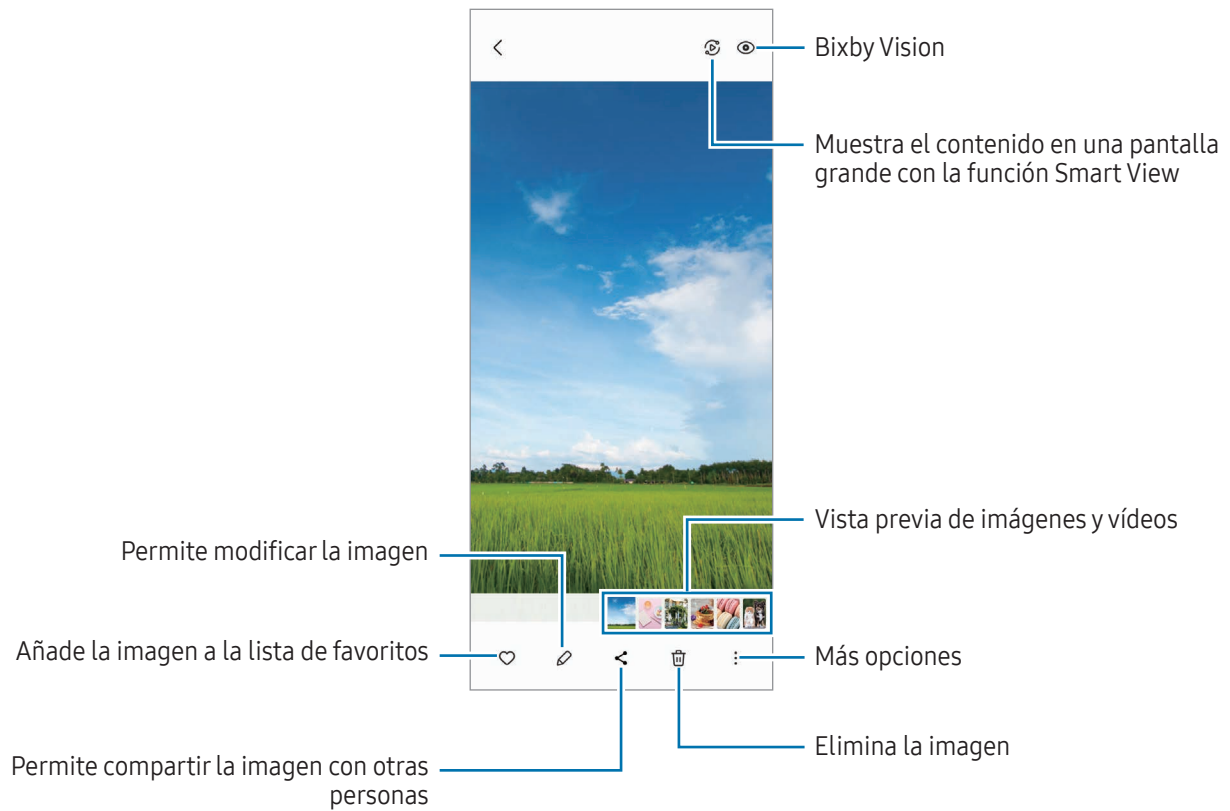 Bixby Vision
Muestra el contenido en una pantalla
grande con la función Smart View
Vista previa de imágenes y vídeos
Permite modificar la imagen
Añade la imagen a la lista de favoritos
Más opciones
Elimina la imagen
Permite compartir la imagen con otras
personas